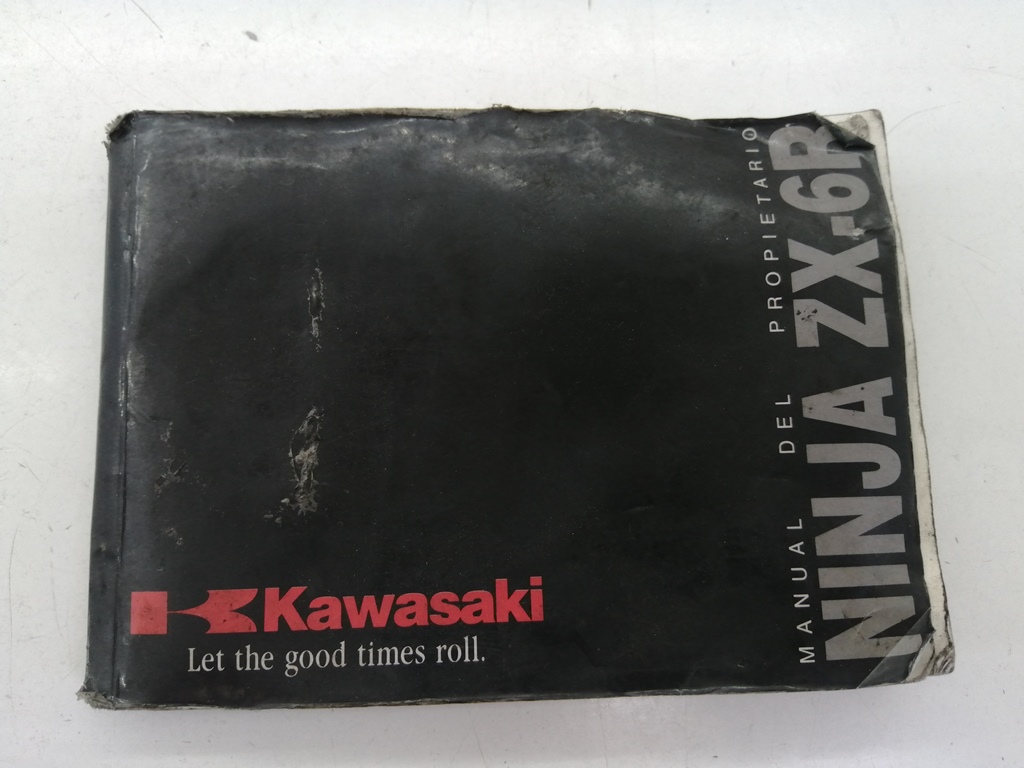 Kawasaki
Let the good times roll.
MANUAL DEL PROPIETARIO
NINJA ZX-6R